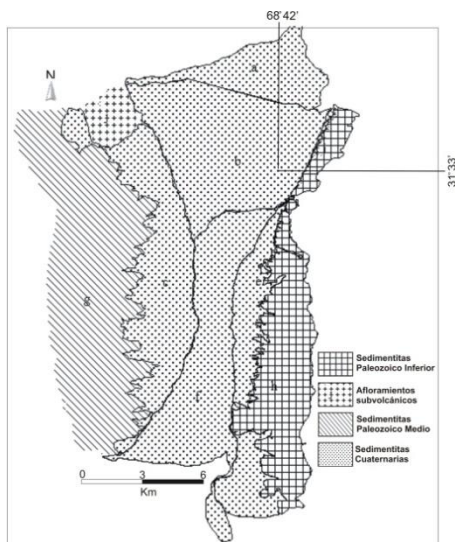 68° 42'
N
a
b
31° 33'
c
e
g
f
h
Sedimentitas
Paleozoico Inferior
Afloramientos
subvolcánicos
Sedimentitas
Paleozoico Medio
Sedimentitas
Cuaternarias
0 3 6
Km